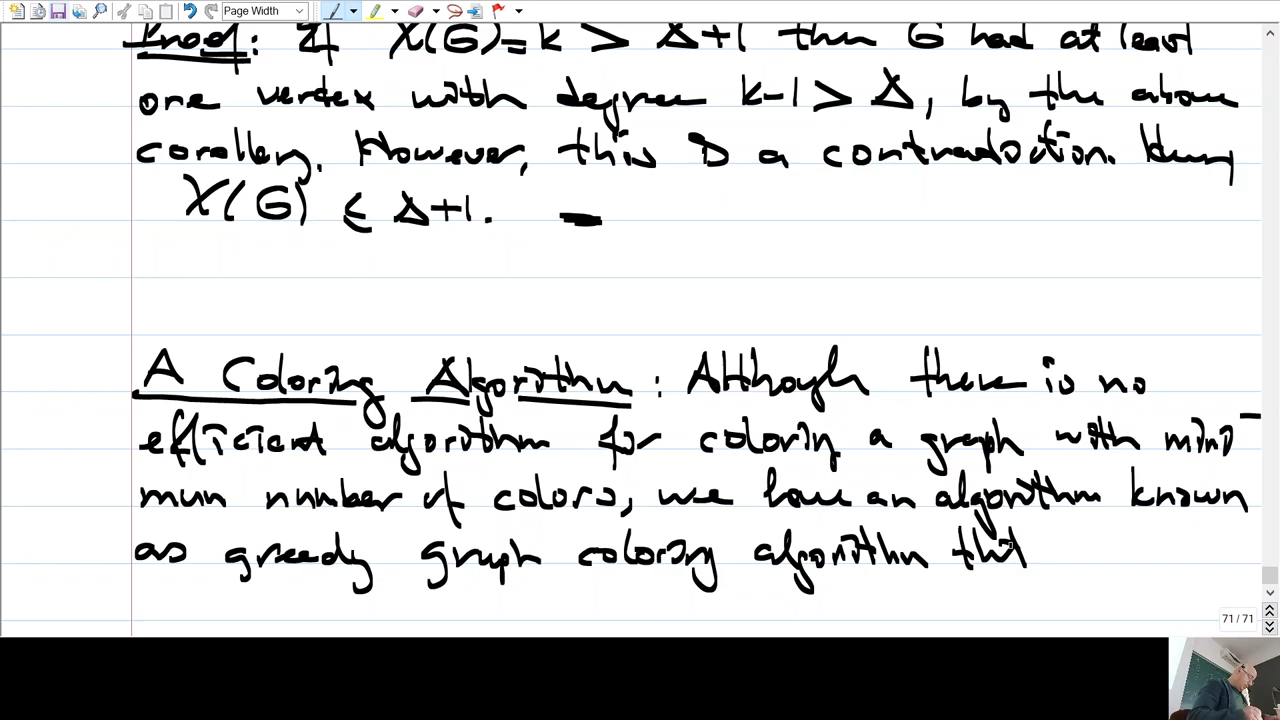 Page Width
Proof: If X(G)=k > Δ+1 then G had at least
one vertex with degree k-1 > Δ, by the above
corollary. However, this is a contradiction. Hence
X(G) ≤ Δ+1.
A Coloring Algorithm : Although there is no
efficient algorithm for coloring a graph with mini-
mum number of colors, we have an algorithm known
as greedy graph coloring algorithm that
71 / 71